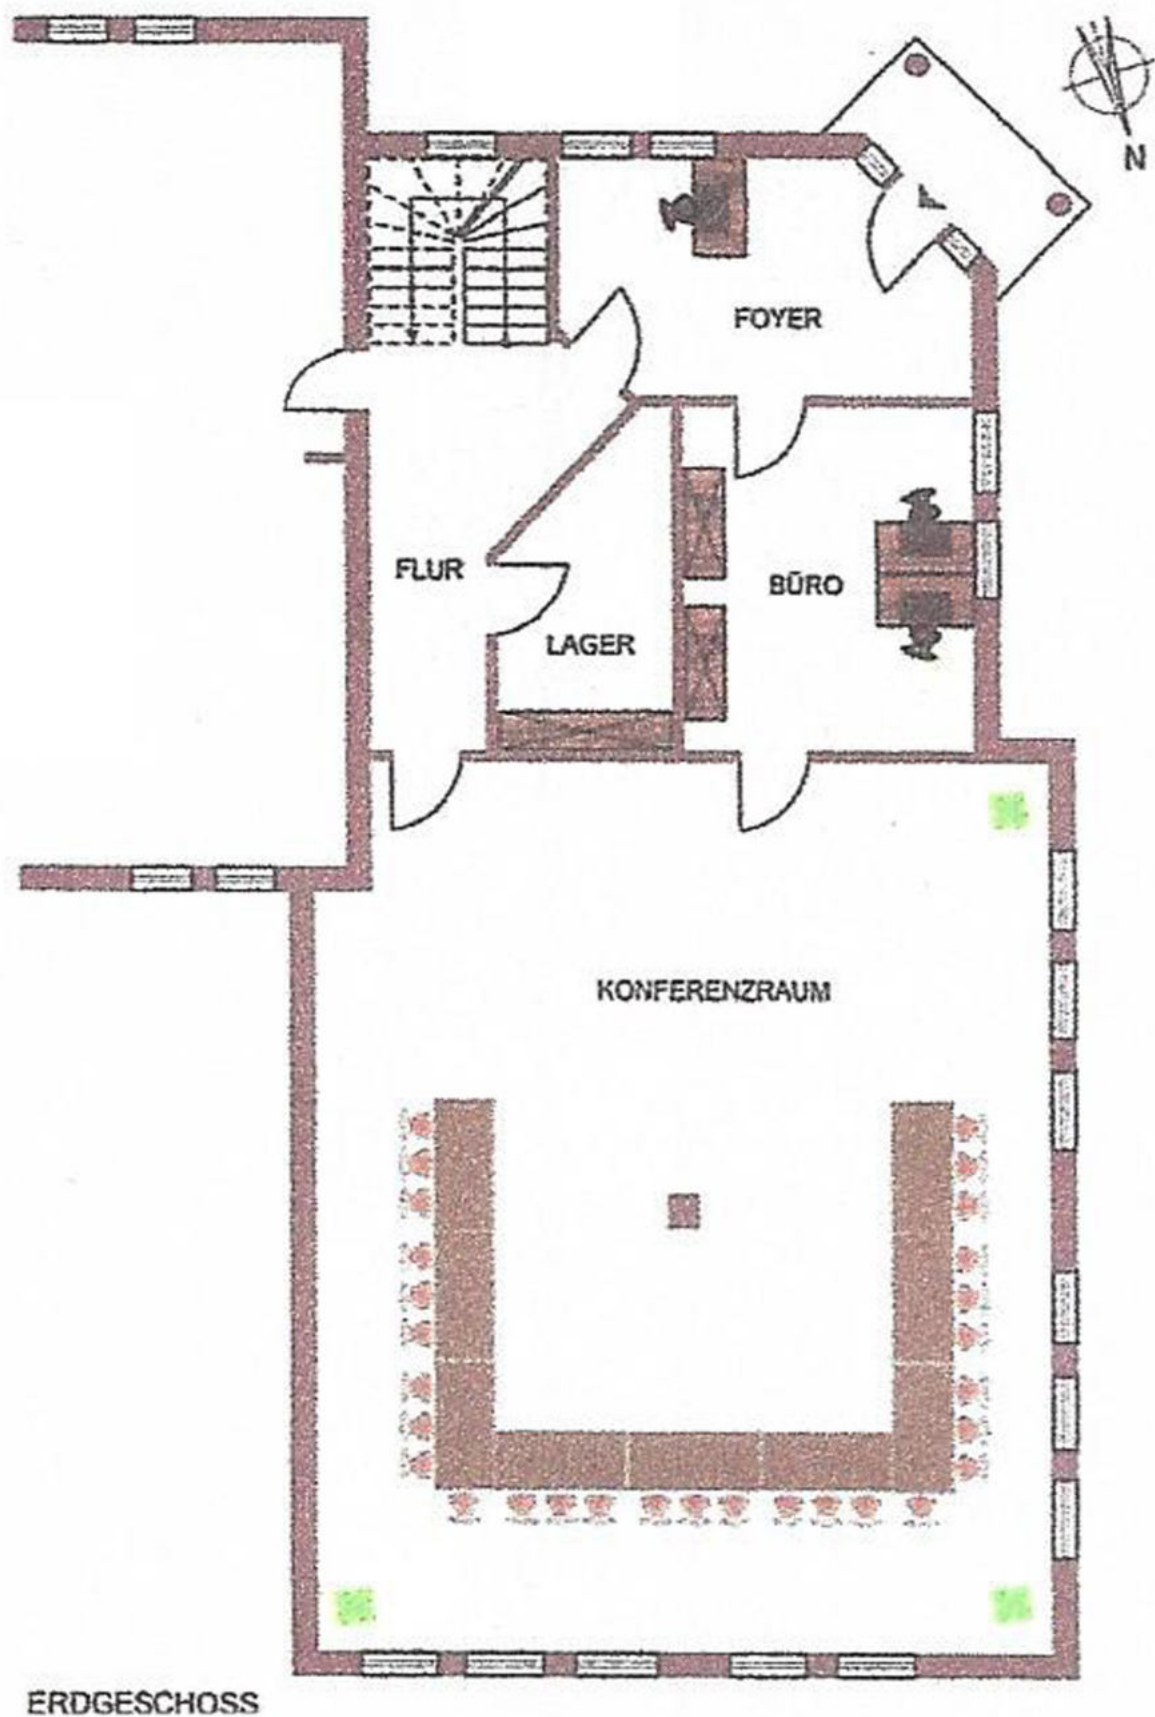 N
FOYER
FLUR
BÜRO
LAGER
KONFERENZRAUM
ERDGESCHOSS